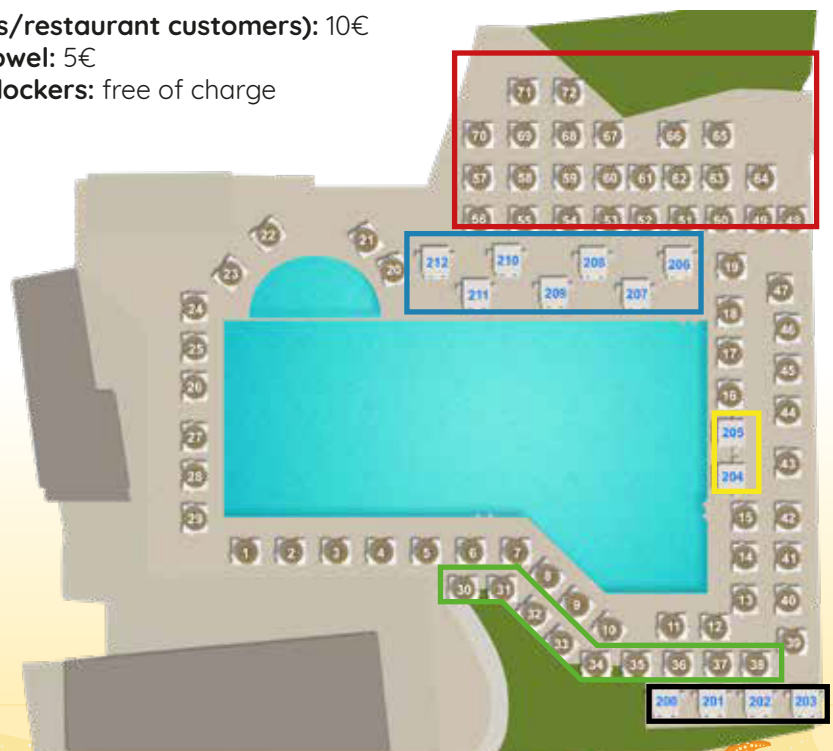 s/restaurant customers): 10€
owel: 5€
lockers: free of charge
71 72
70 69 68 67 66 65
57 58 59 60 61 62 63 64
56 55 54 53 52 51 50 49 48
22 21
23 20
212 210 208 206 19
211 209 207
47
24 18 46
25 17 45
26 16 44
27 205
28 204 43
29 15 42
1 2 3 4 5 6 7
14 41
8
30 31 9 13 40
32 10 11 12
33 39
34 35 36 37 38
200 201 202 203